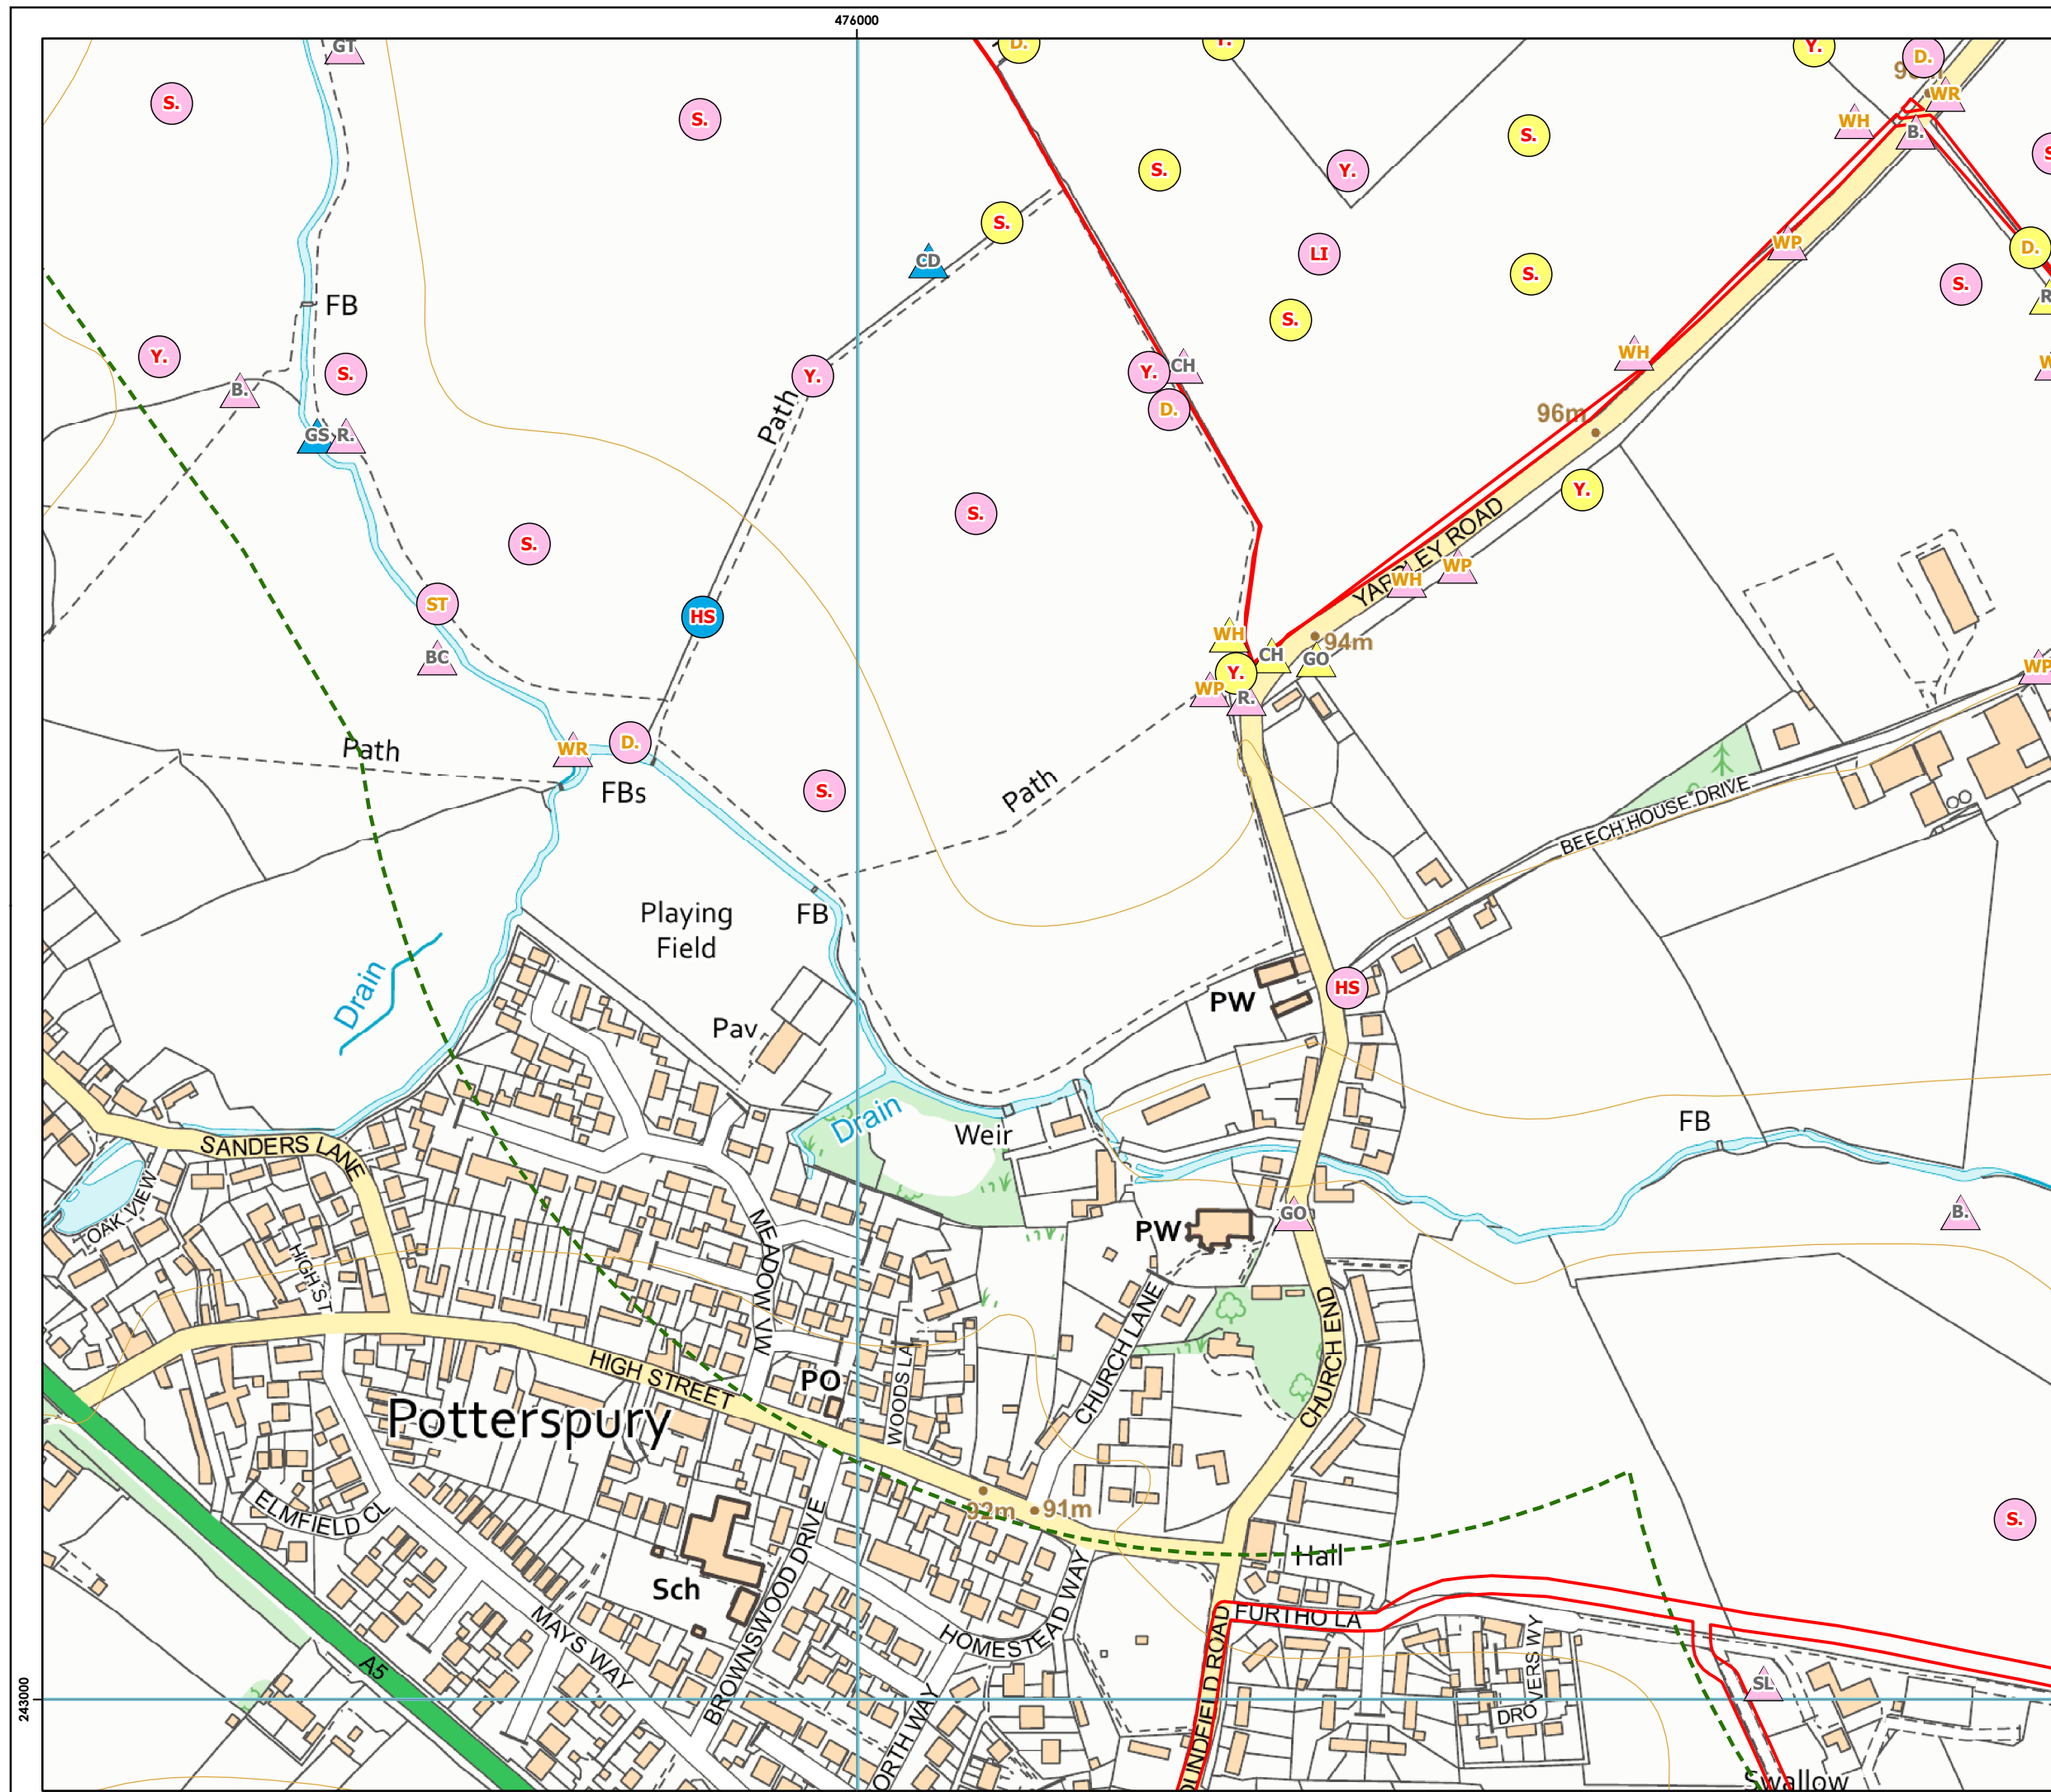 476000
GT
D.
Y.
Y.
D.
WR
WH
B.
S.
S.
S.
S.
Y.
S.
S.
CD
LI
S.
WP
D.
S.
S.
FB
Y.
S.
B.
Y.
Y.
CH
D.
WH
96m
GS
R.
Path
S.
Y.
S.
YARDLEY ROAD
WH
WP
ST
HS
BC
WH
CH
94m
GO
Y.
WP
R.
WP
Path
WR
D.
FBs
S.
Path
BEECH HOUSE DRIVE
Playing
Field
FB
Drain
Pav
PW
HS
SANDERS LANE
Drain
Weir
FB
OAK VIEW
HIGH ST
MEADOW VW
PW
GO
B.
CHURCH LANE
CHURCH END
HIGH STREET
PO
WOODS LA
Potterspury
ELMFIELD CL
92m
91m
S.
Hall
Sch
BROWNSWOOD DRIVE
MAYS WAY
HOMESTEAD WAY
FURTHO LA
DROVERS WY
A5
SL
243000
Swallow